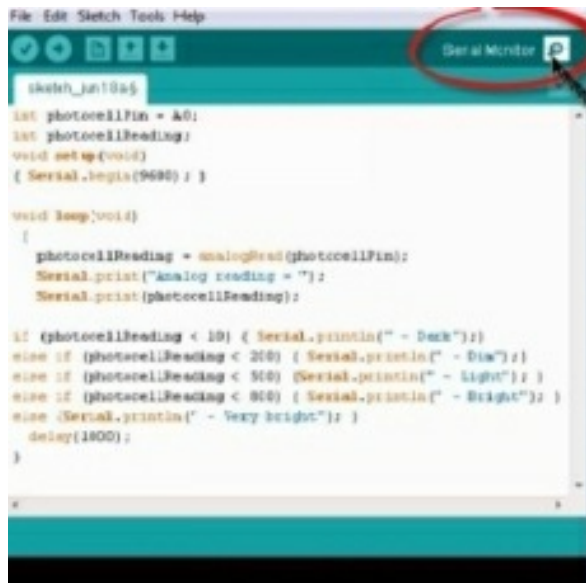 File Edit Sketch Tools Help
Serial Monitor
sketch_jun18a§
int photocellPin = A0;
int photocellReading;
void setup(void)
{ Serial.begin(9600) ; }
void loop(void)
{
photocellReading = analogRead(photocellPin);
Serial.print("Analog reading = ");
Serial.print(photocellReading);
if (photocellReading < 10) { Serial.println(" - Dark");}
else if (photocellReading < 200) { Serial.println(" - Dim");}
else if (photocellReading < 500) {Serial.println(" - Light"); }
else if (photocellReading < 800) { Serial.println(" - Bright"); }
else {Serial.println(" - Very bright"); }
delay(1000);
}